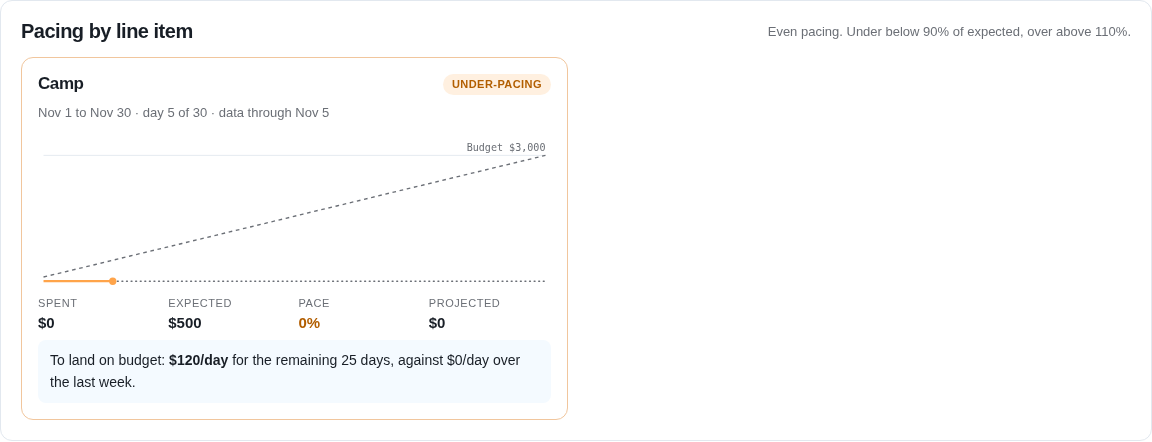 Pacing by line item
Even pacing. Under below 90% of expected, over above 110%.
Camp
UNDER-PACING
Nov 1 to Nov 30 · day 5 of 30 · data through Nov 5
Budget $3,000
SPENT
$0
EXPECTED
$500
PACE
0%
PROJECTED
$0
To land on budget: $120/day for the remaining 25 days, against $0/day over
the last week.